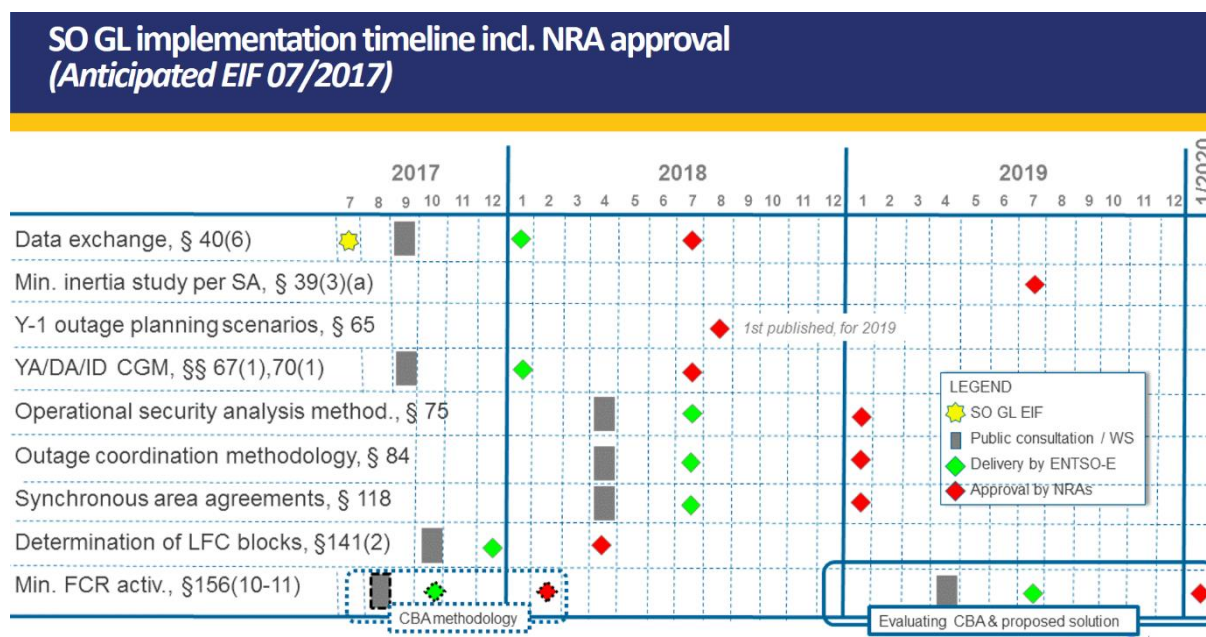 SO GL implementation timeline incl. NRA approval
(Anticipated EIF 07/2017)
2017 2018 2019 1/2020
7 8 9 10 11 12 1 2 3 4 5 6 7 8 9 10 11 12 1 2 3 4 5 6 7 8 9 10 11 12
Data exchange, § 40(6)
Min. inertia study per SA, § 39(3)(a)
Y-1 outage planning scenarios, § 65 1st published, for 2019
YA/DA/ID CGM, §§ 67(1),70(1)
Operational security analysis method., § 75
Outage coordination methodology, § 84
Synchronous area agreements, § 118
Determination of LFC blocks, §141(2)
Min. FCR activ., §156(10-11)
LEGEND
SO GL EIF
Public consultation / WS
Delivery by ENTSO-E
Approval by NRAs
CBA methodology
Evaluating CBA & proposed solution